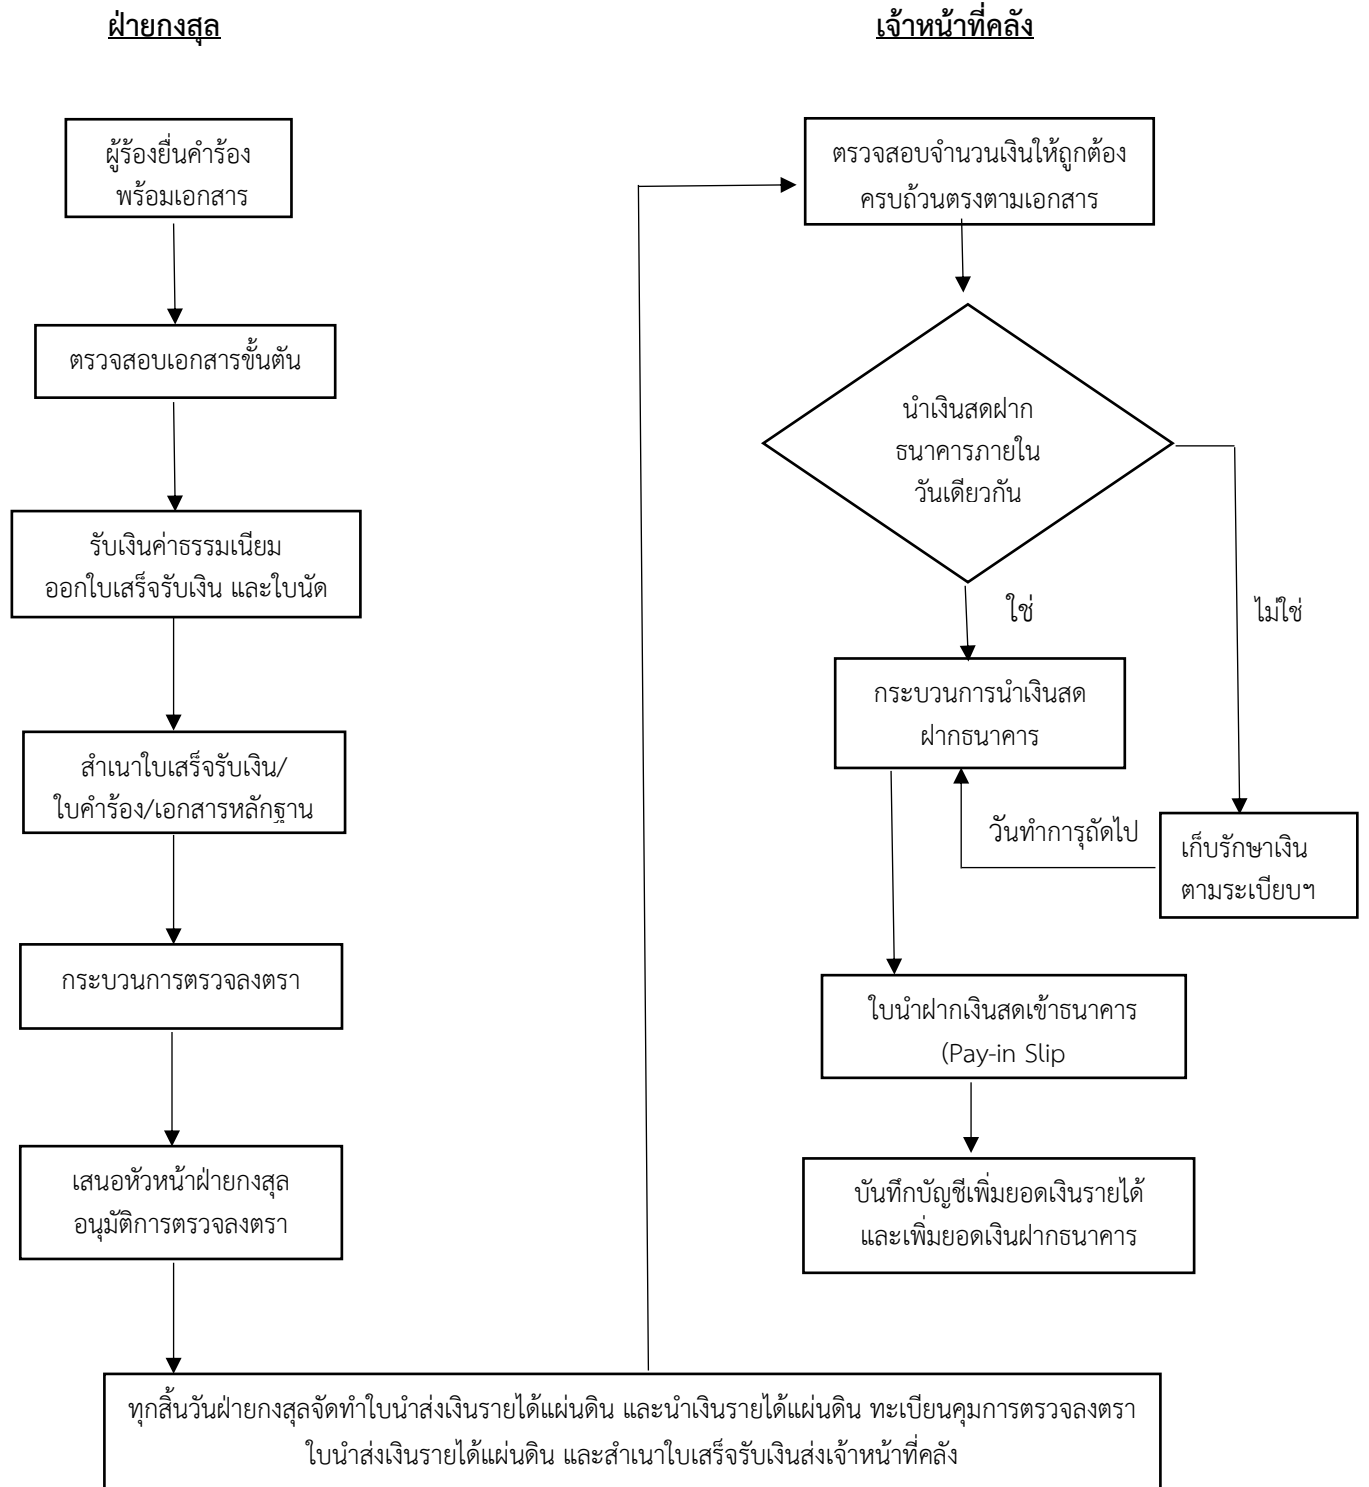 ฝ่ายกงสุล
ผู้ร้องยื่นคำร้อง
พร้อมเอกสาร
ตรวจสอบเอกสารขั้นตัน
รับเงินค่าธรรมเนียม
ออกใบเสร็จรับเงิน และใบนัด
สำเนาใบเสร็จรับเงิน/
ใบคำร้อง/เอกสารหลักฐาน
กระบวนการตรวจลงตรา
เสนอหัวหน้าฝ่ายกงสุล
อนุมัติการตรวจลงตรา
ทุกสิ้นวันฝ่ายกงสุลจัดทำใบนำส่งเงินรายได้แผ่นดิน และนำเงินรายได้แผ่นดิน ทะเบียนคุมการตรวจลงตรา
ใบนำส่งเงินรายได้แผ่นดิน และสำเนาใบเสร็จรับเงินส่งเจ้าหน้าที่คลัง
เจ้าหน้าที่คลัง
ตรวจสอบจำนวนเงินให้ถูกต้อง
ครบถ้วนตรงตามเอกสาร
นำเงินสดฝาก
ธนาคารภายใน
วันเดียวกัน
ใช่
ไม่ใช่
กระบวนการนำเงินสด
ฝากธนาคาร
วันทำการถัดไป
เก็บรักษาเงิน
ตามระเบียบฯ
ใบนำฝากเงินสดเข้าธนาคาร
(Pay-in Slip
บันทึกบัญชีเพิ่มยอดเงินรายได้
และเพิ่มยอดเงินฝากธนาคาร